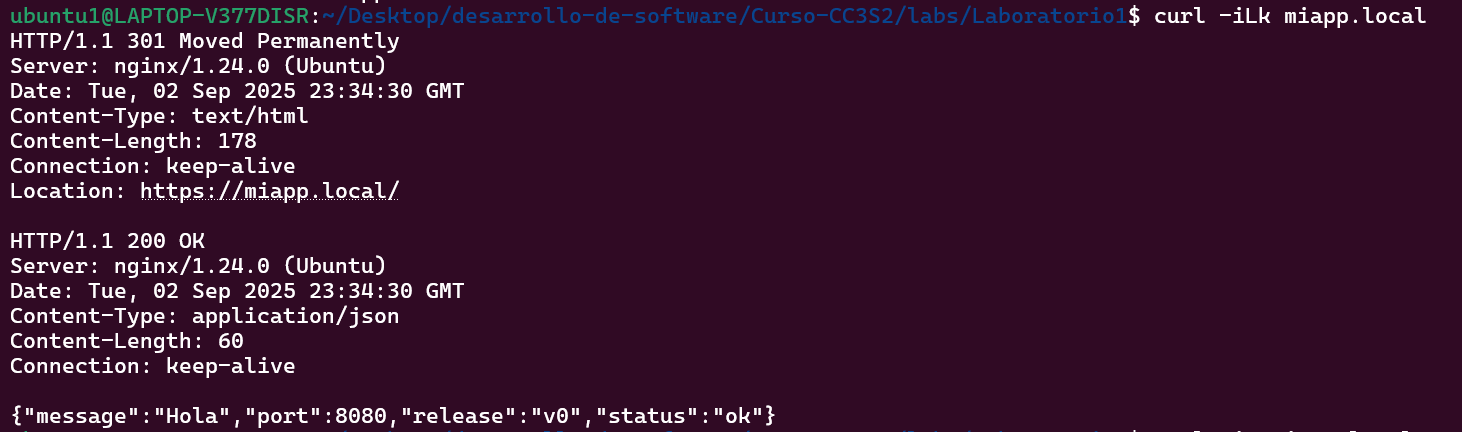 ubuntu1@LAPTOP-V377DISR:~/Desktop/desarrollo-de-software/Curso-CC3S2/labs/Laboratorio1$ curl -iLk miapp.local
HTTP/1.1 301 Moved Permanently
Server: nginx/1.24.0 (Ubuntu)
Date: Tue, 02 Sep 2025 23:34:30 GMT
Content-Type: text/html
Content-Length: 178
Connection: keep-alive
Location: https://miapp.local/

HTTP/1.1 200 OK
Server: nginx/1.24.0 (Ubuntu)
Date: Tue, 02 Sep 2025 23:34:30 GMT
Content-Type: application/json
Content-Length: 60
Connection: keep-alive

{"message":"Hola","port":8080,"release":"v0","status":"ok"}